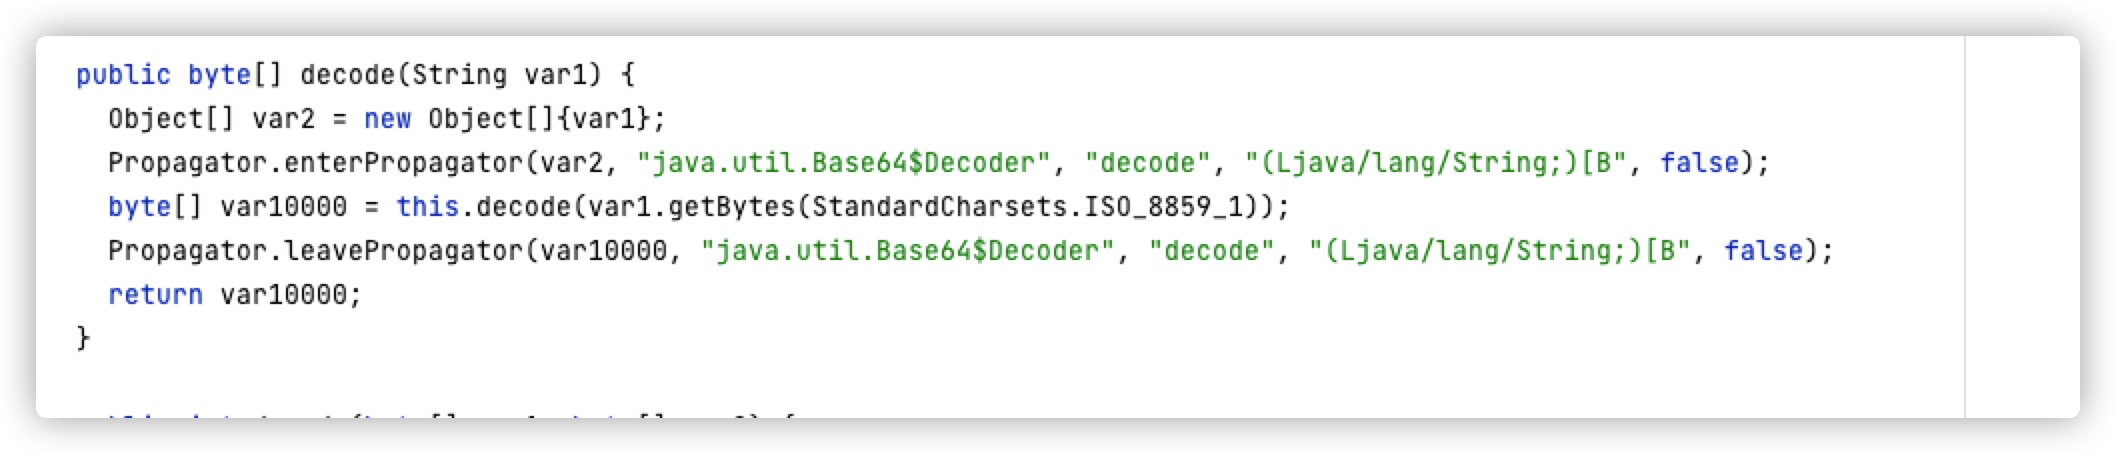 public byte[] decode(String var1) {
Object[] var2 = new Object[]{var1};
Propagator.enterPropagator(var2, "java.util.Base64$Decoder", "decode", "(Ljava/lang/String;)[B", false);
byte[] var10000 = this.decode(var1.getBytes(StandardCharsets.ISO_8859_1));
Propagator.leavePropagator(var10000, "java.util.Base64$Decoder", "decode", "(Ljava/lang/String;)[B", false);
return var10000;
}